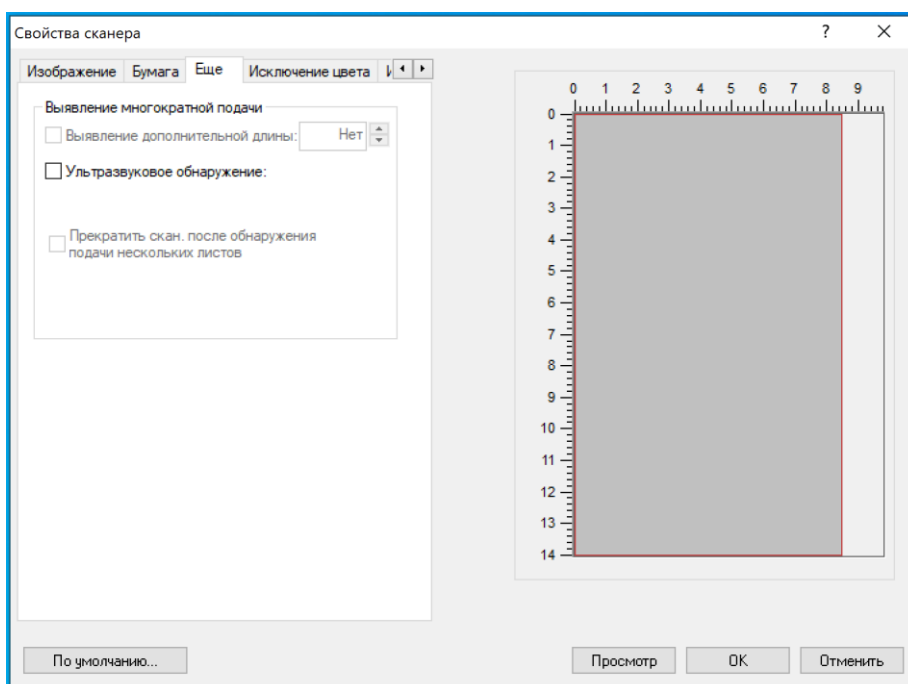 Свойства сканера
?
Изображение Бумага Еще Исключение цвета
Выявление многократной подачи
Выявление дополнительной длины: Нет
Ультразвуковое обнаружение:
Прекратить скан. после обнаружения
подачи нескольких листов
0 1 2 3 4 5 6 7 8 9
0
1
2
3
4
5
6
7
8
9
10
11
12
13
14
По умолчанию... Просмотр OK Отменить